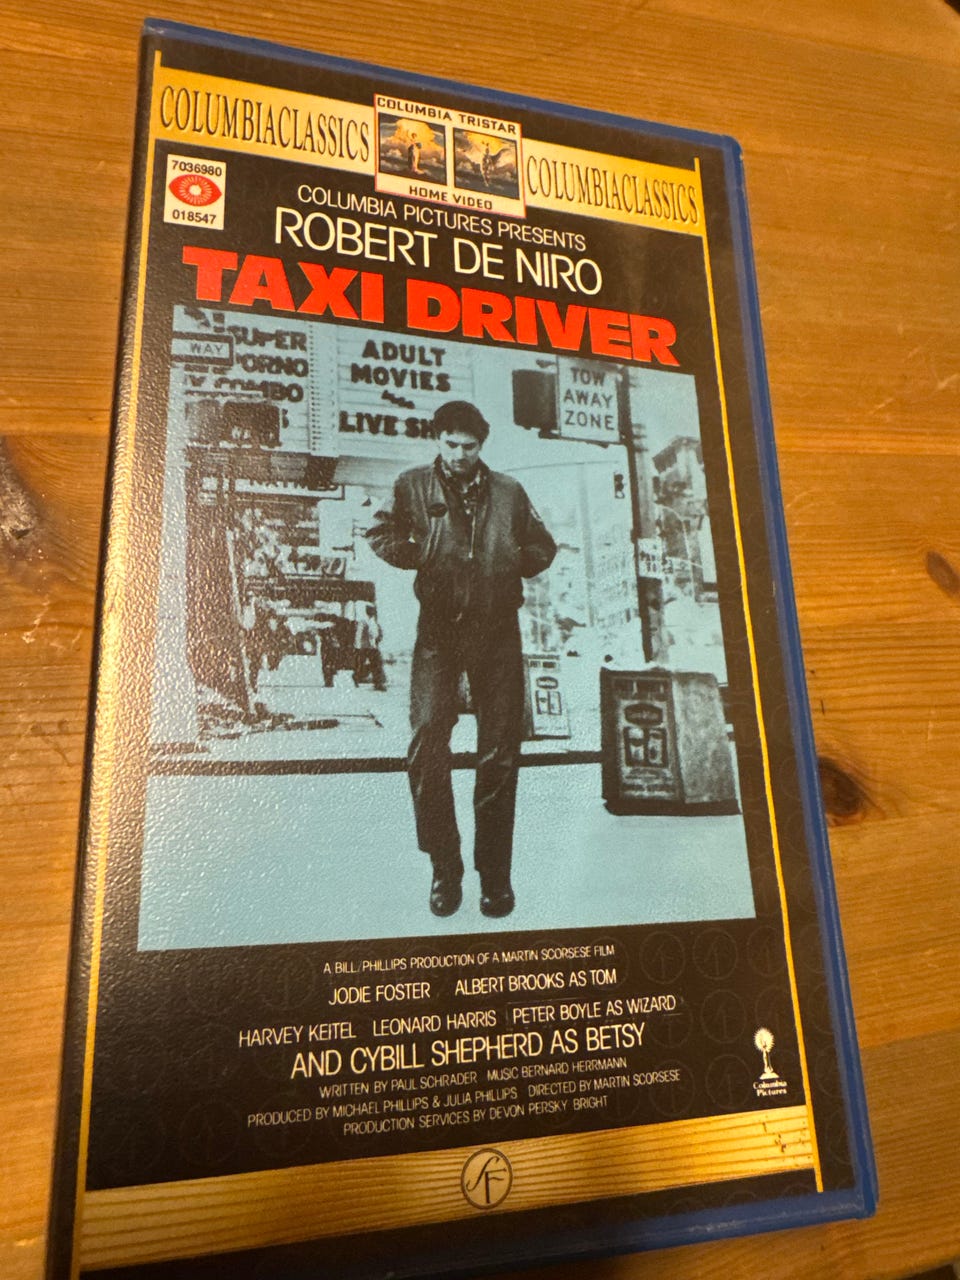 COLUMBIACLASSICS
COLUMBIA TRISTAR
HOME VIDEO
COLUMBIACLASSICS
7036980
018547
COLUMBIA PICTURES PRESENTS
ROBERT DE NIRO
TAXI DRIVER
WAY
SUPER
PORNO
COMBO
ADULT
MOVIES
LIVE SH
TOW
AWAY
ZONE
A BILL/PHILLIPS PRODUCTION OF A MARTIN SCORSESE FILM
JODIE FOSTER ALBERT BROOKS AS TOM
HARVEY KEITEL LEONARD HARRIS PETER BOYLE AS WIZARD
AND CYBILL SHEPHERD AS BETSY
WRITTEN BY PAUL SCHRADER MUSIC BERNARD HERRMANN
PRODUCED BY MICHAEL PHILLIPS & JULIA PHILLIPS DIRECTED BY MARTIN SCORSESE
PRODUCTION SERVICES BY DEVON PERSKY BRIGHT
Columbia
Pictures
SF